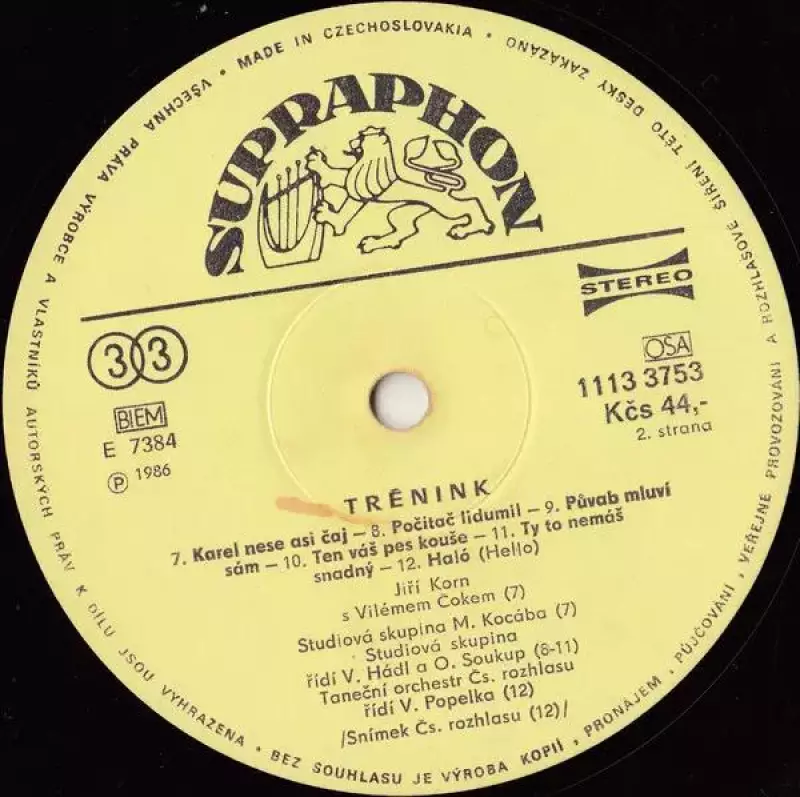 MADE IN CZECHOSLOVAKIA • VŠECHNA PRÁVA VÝROBCE A VLASTNÍKŮ AUTORSKÝCH PRÁV K DÍLU JSOU VYHRAZENA • BEZ SOUHLASU JE VÝROBA KOPIÍ, PRONÁJEM, PŮJČOVÁNÍ, VEŘEJNÉ PROVOZOVÁNÍ A ROZHLASOVÉ ŠÍŘENÍ TÉTO DESKY ZAKÁZÁNO •
SUPRAPHON
STEREO
33
OSA
1113 3753
Kčs 44,-
2. strana
BIEM
E 7384
Ⓟ 1986
TRÉNINK
7. Karel nese asi čaj – 8. Počítač lidumil – 9. Půvab mluví
sám – 10. Ten váš pes kouše – 11. Ty to nemáš
snadný – 12. Haló (Hello)
Jiří Korn
s Vilémem Čokem (7)
Studiová skupina M. Kocába (7)
Studiová skupina
řídí V. Hádl a O. Soukup (8-11)
Taneční orchestr Čs. rozhlasu
řídí V. Popelka (12)
/Snímek Čs. rozhlasu (12)/